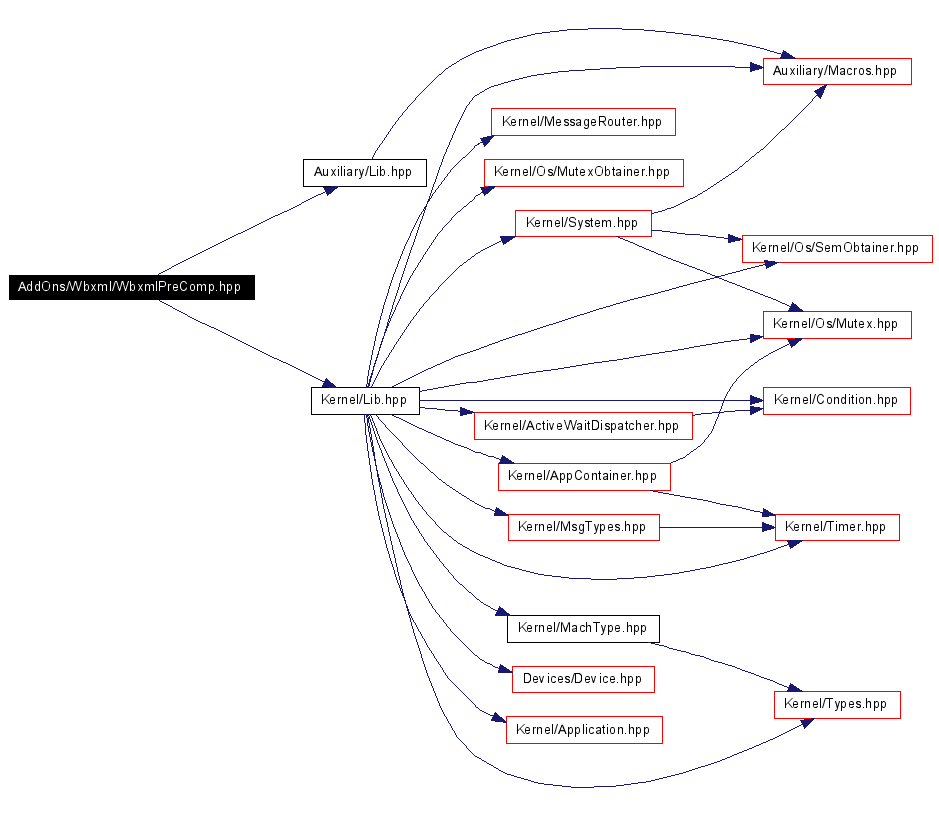 Auxiliary/Macros.hpp
Kernel/MessageRouter.hpp
Auxiliary/Lib.hpp
Kernel/Os/MutexObtainer.hpp
Kernel/System.hpp
Kernel/Os/SemObtainer.hpp
AddOns/Wbxml/WbxmlPreComp.hpp
Kernel/Os/Mutex.hpp
Kernel/Lib.hpp
Kernel/Condition.hpp
Kernel/ActiveWaitDispatcher.hpp
Kernel/AppContainer.hpp
Kernel/MsgTypes.hpp
Kernel/Timer.hpp
Kernel/MachType.hpp
Devices/Device.hpp
Kernel/Types.hpp
Kernel/Application.hpp